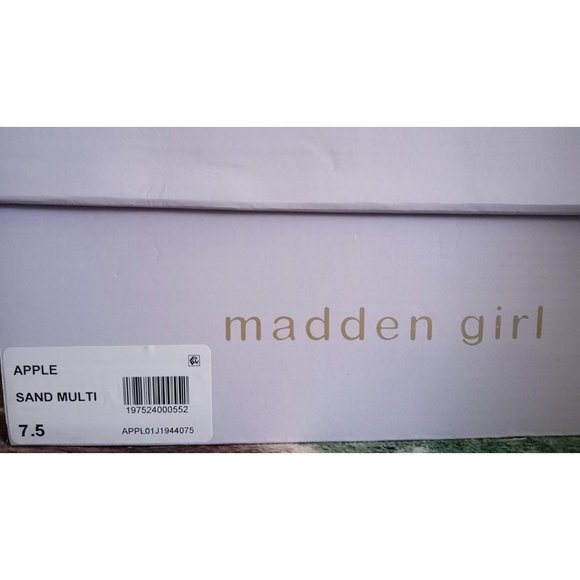 madden girl
APPLE
SAND MULTI
197524000552
7.5
APPL01J1944075